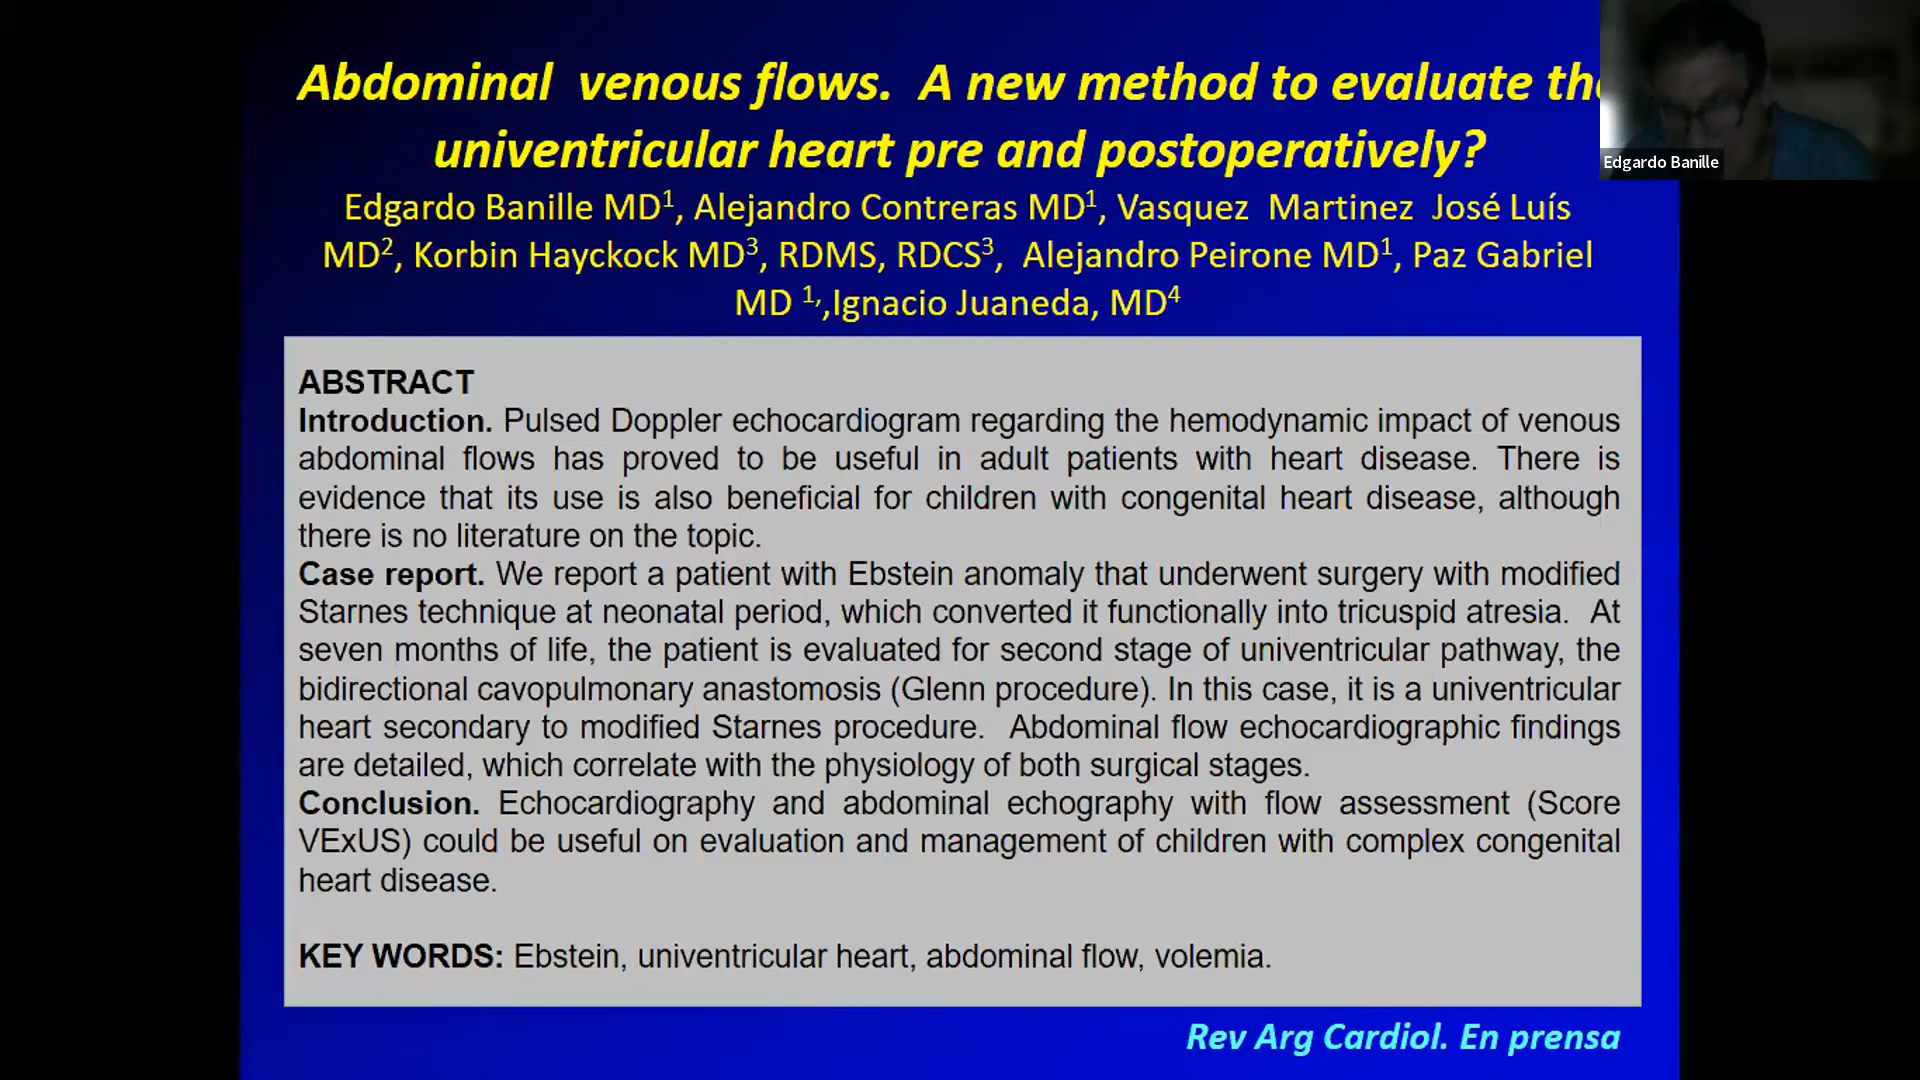 Abdominal venous flows. A new method to evaluate the
univentricular heart pre and postoperatively?
Edgardo Banille
Edgardo Banille MD¹, Alejandro Contreras MD¹, Vasquez Martinez José Luís
MD², Korbin Hayckock MD³, RDMS, RDCS³, Alejandro Peirone MD¹, Paz Gabriel
MD ¹,,Ignacio Juaneda, MD⁴
ABSTRACT
Introduction. Pulsed Doppler echocardiogram regarding the hemodynamic impact of venous
abdominal flows has proved to be useful in adult patients with heart disease. There is
evidence that its use is also beneficial for children with congenital heart disease, although
there is no literature on the topic.
Case report. We report a patient with Ebstein anomaly that underwent surgery with modified
Starnes technique at neonatal period, which converted it functionally into tricuspid atresia. At
seven months of life, the patient is evaluated for second stage of univentricular pathway, the
bidirectional cavopulmonary anastomosis (Glenn procedure). In this case, it is a univentricular
heart secondary to modified Starnes procedure. Abdominal flow echocardiographic findings
are detailed, which correlate with the physiology of both surgical stages.
Conclusion. Echocardiography and abdominal echography with flow assessment (Score
VExUS) could be useful on evaluation and management of children with complex congenital
heart disease.
KEY WORDS: Ebstein, univentricular heart, abdominal flow, volemia.
Rev Arg Cardiol. En prensa